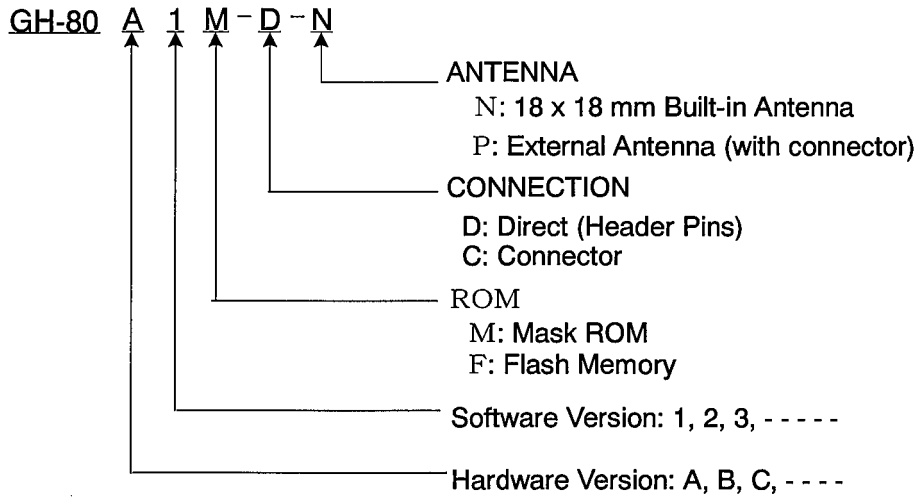 GH-80 A 1 M - D - N
ANTENNA
N: 18 x 18 mm Built-in Antenna
P: External Antenna (with connector)
CONNECTION
D: Direct (Header Pins)
C: Connector
ROM
M: Mask ROM
F: Flash Memory
Software Version: 1, 2, 3, - - - - -
Hardware Version: A, B, C, - - - -